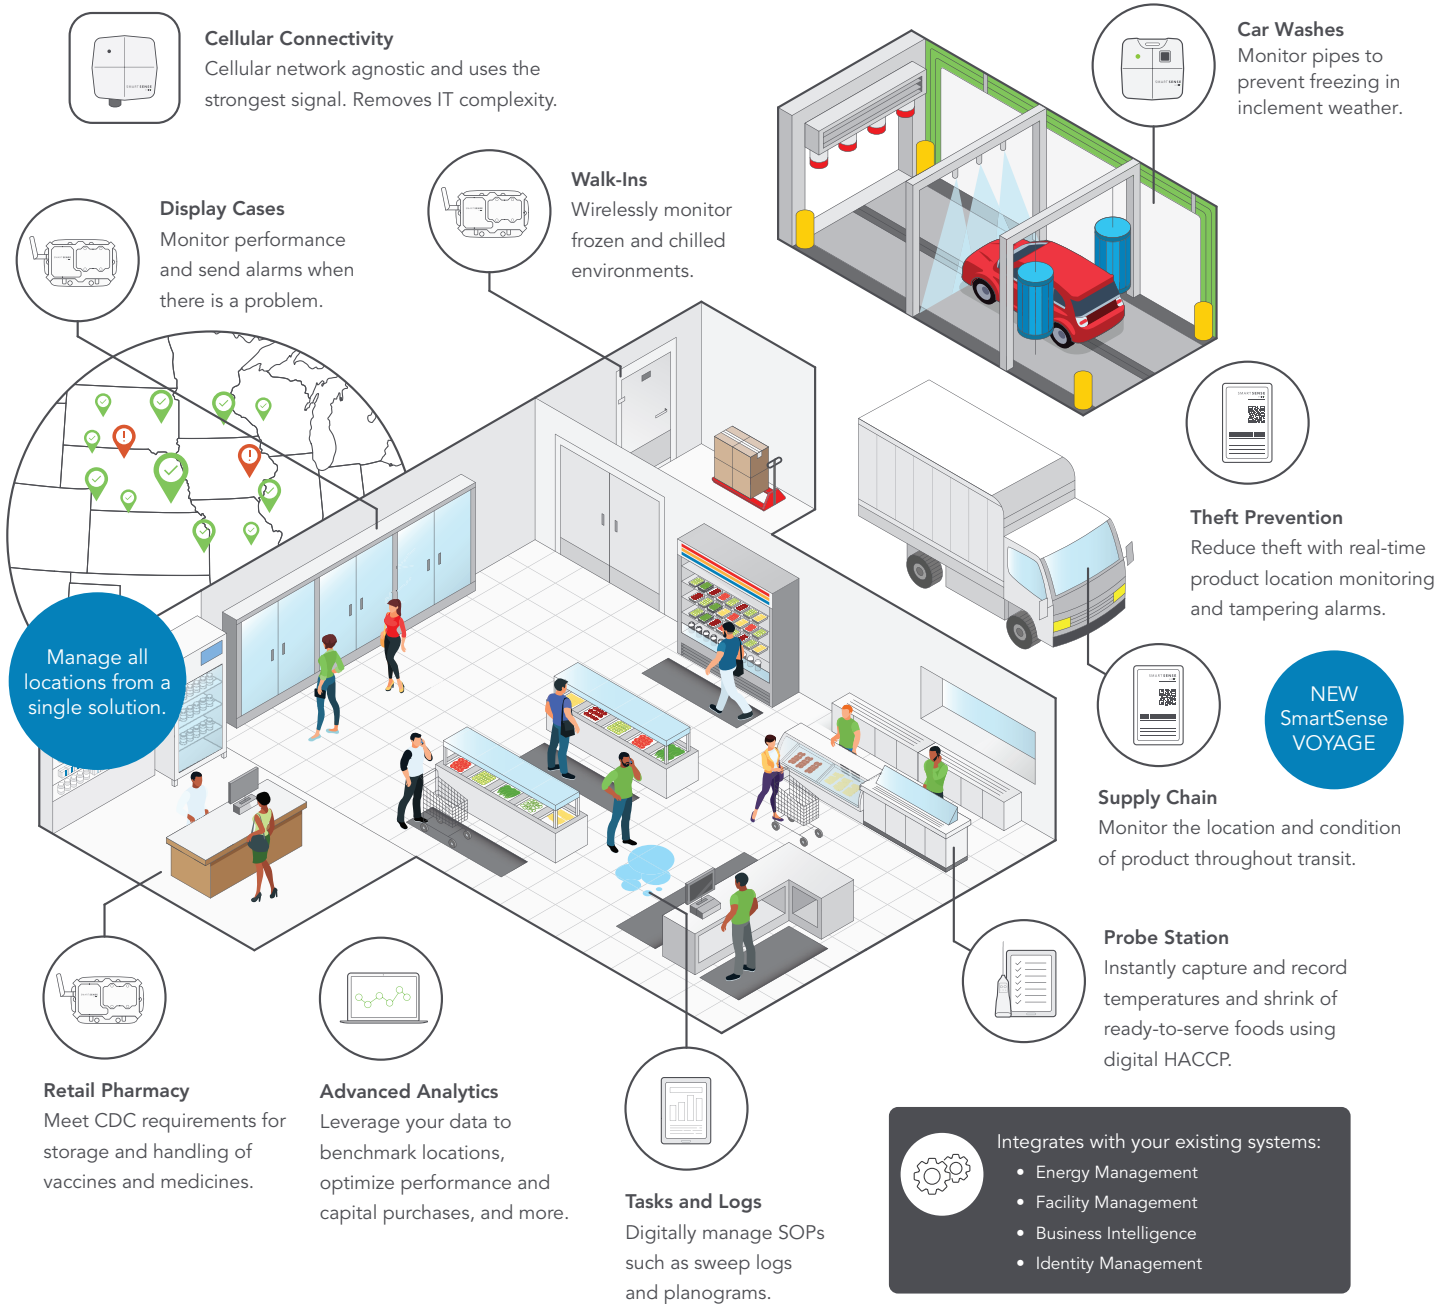 Cellular Connectivity
Cellular network agnostic and uses the
strongest signal. Removes IT complexity.
SMART SENSE
Car Washes
Monitor pipes to
prevent freezing in
inclement weather.
SMART SENSE
Walk-Ins
Wirelessly monitor
frozen and chilled
environments.
Display Cases
Monitor performance
and send alarms when
there is a problem.
SMARTSENSE
Theft Prevention
Reduce theft with real-time
product location monitoring
and tampering alarms.
Manage all
locations from a
single solution.
SMARTSENSE
NEW
SmartSense
VOYAGE
Supply Chain
Monitor the location and condition
of product throughout transit.
Probe Station
Instantly capture and record
temperatures and shrink of
ready-to-serve foods using
digital HACCP.
Retail Pharmacy
Meet CDC requirements for
storage and handling of
vaccines and medicines.
Advanced Analytics
Leverage your data to
benchmark locations,
optimize performance and
capital purchases, and more.
Tasks and Logs
Digitally manage SOPs
such as sweep logs
and planograms.
Integrates with your existing systems:
• Energy Management
• Facility Management
• Business Intelligence
• Identity Management